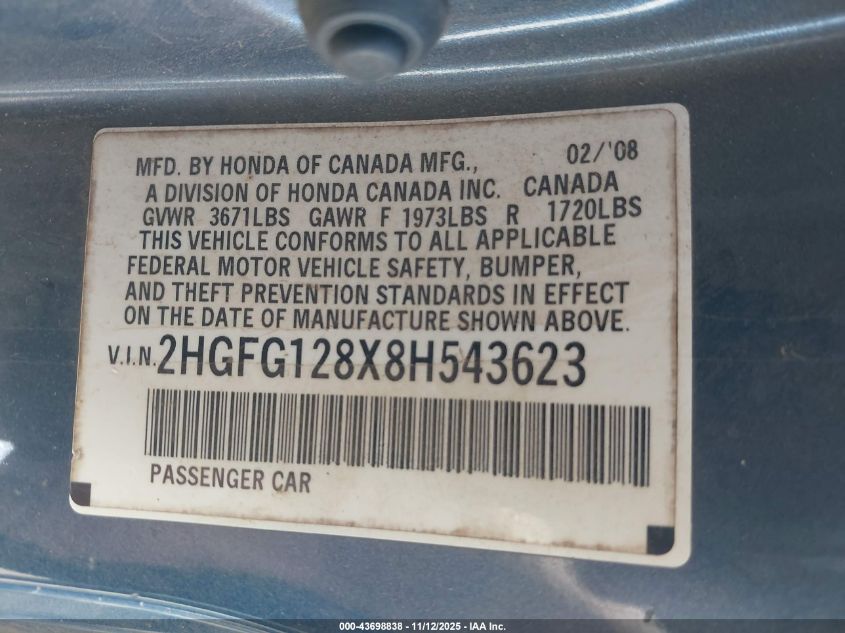 MFD. BY HONDA OF CANADA MFG., 02/'08
A DIVISION OF HONDA CANADA INC. CANADA
GVWR 3671LBS GAWR F 1973LBS R 1720LBS
THIS VEHICLE CONFORMS TO ALL APPLICABLE
FEDERAL MOTOR VEHICLE SAFETY, BUMPER,
AND THEFT PREVENTION STANDARDS IN EFFECT
ON THE DATE OF MANUFACTURE SHOWN ABOVE.
V.I.N. 2HGFG128X8H543623
PASSENGER CAR
000-43698838 - 11/12/2025 - IAA Inc.